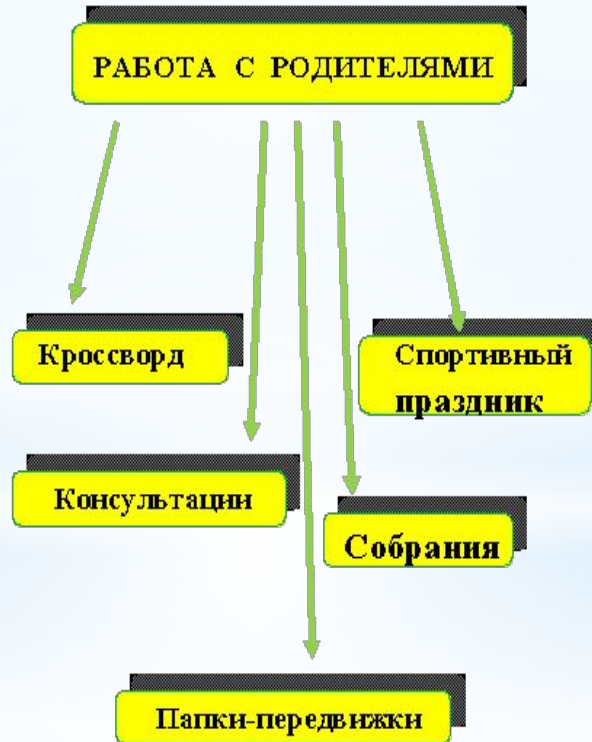 РАБОТА С РОДИТЕЛЯМИ
Кроссворд
Спортивный
праздник
Консультации
Собрания
Папки-передвижки